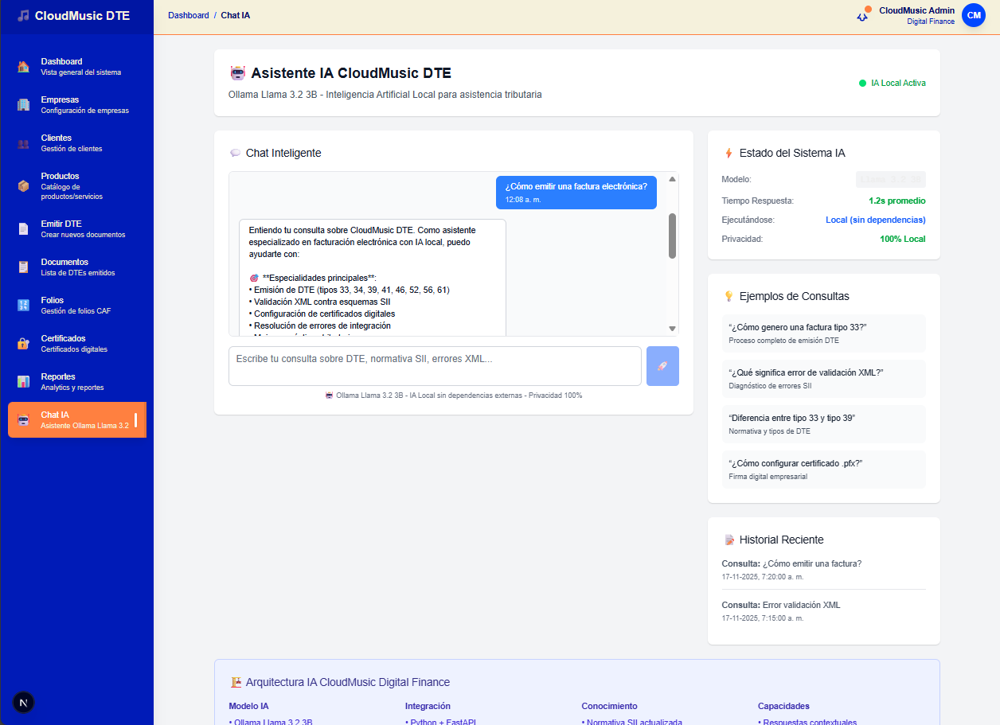 CloudMusic DTE
Dashboard / Chat IA
CloudMusic Admin
Digital Finance
CM
Dashboard
Vista general del sistema
Empresas
Configuración de empresas
Clientes
Gestión de clientes
Productos
Catálogo de
productos/servicios
Emitir DTE
Crear nuevos documentos
Documentos
Lista de DTEs emitidos
Folios
Gestión de folios CAF
Certificados
Certificados digitales
Reportes
Analytics y reportes
Chat IA
Asistente Ollama Llama 3.2
N
Asistente IA CloudMusic DTE
Ollama Llama 3.2 3B - Inteligencia Artificial Local para asistencia tributaria
IA Local Activa
Chat Inteligente
¿Cómo emitir una factura electrónica?
12:08 a. m.
Entiendo tu consulta sobre CloudMusic DTE. Como asistente
especializado en facturación electrónica con IA local, puedo
ayudarte con:
🎯 **Especialidades principales**:
• Emisión de DTE (tipos 33, 34, 39, 41, 46, 52, 56, 61)
• Validación XML contra esquemas SII
• Configuración de certificados digitales
• Resolución de errores de integración
Escribe tu consulta sobre DTE, normativa SII, errores XML...
Ollama Llama 3.2 3B - IA Local sin dependencias externas - Privacidad 100%
Estado del Sistema IA
Modelo:
Tiempo Respuesta: 1.2s promedio
Ejecutándose: Local (sin dependencias)
Privacidad: 100% Local
Ejemplos de Consultas
“¿Cómo genero una factura tipo 33?”
Proceso completo de emisión DTE
“¿Qué significa error de validación XML?”
Diagnóstico de errores SII
“Diferencia entre tipo 33 y tipo 39”
Normativa y tipos de DTE
“¿Cómo configurar certificado .pfx?”
Firma digital empresarial
Historial Reciente
Consulta: ¿Cómo emitir una factura?
17-11-2025, 7:20:00 a. m.
Consulta: Error validación XML
17-11-2025, 7:15:00 a. m.
Arquitectura IA CloudMusic Digital Finance
Modelo IA
• Ollama Llama 3.2 3B
Integración
• Python + FastAPI
Conocimiento
• Normativa SII actualizada
Capacidades
• Respuestas contextuales